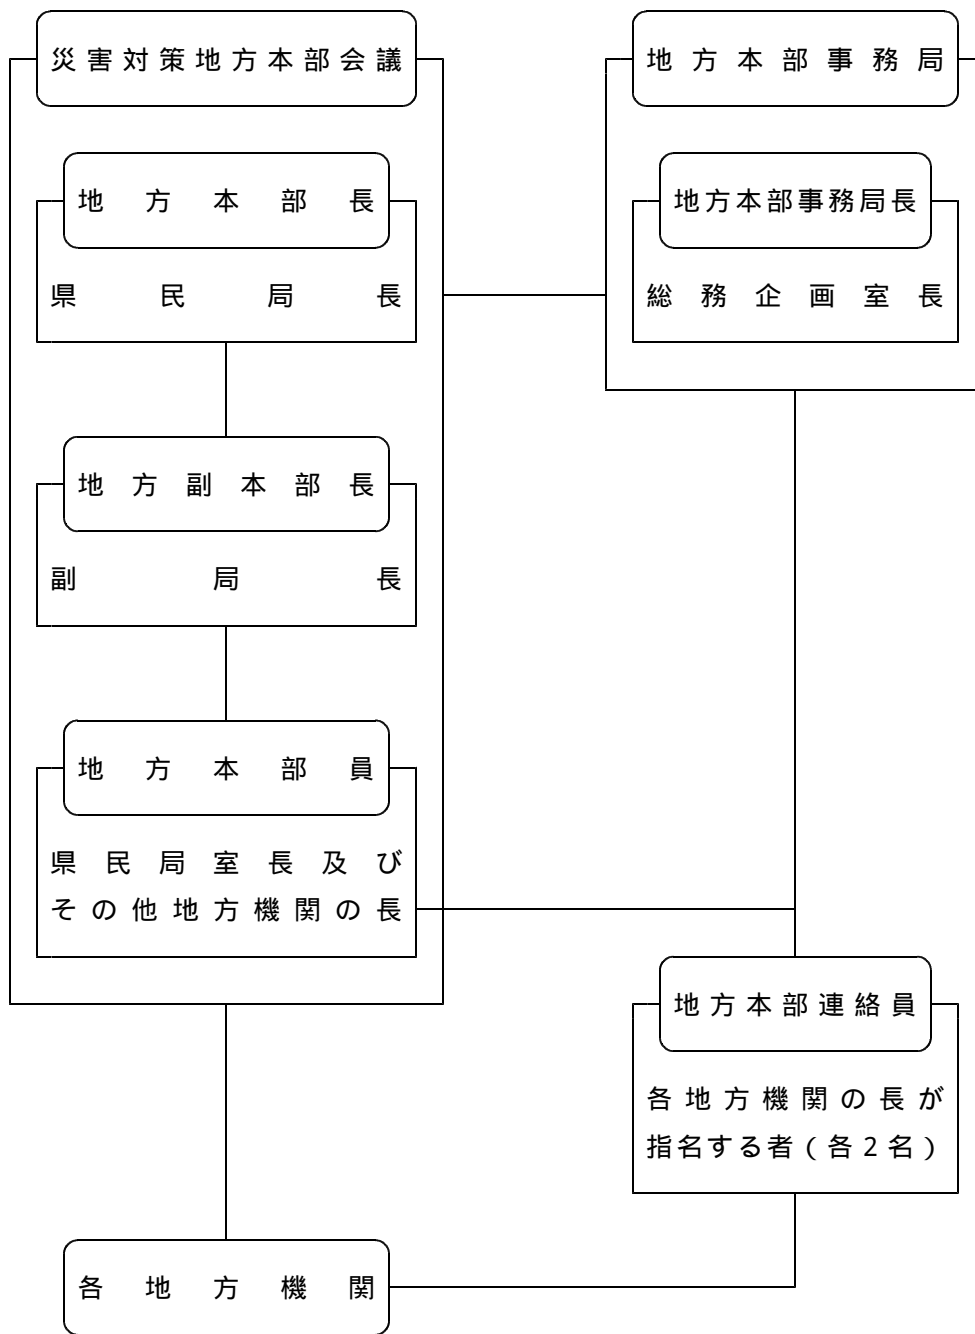 災害対策地方本部会議
地方本部長
県民局長
地方副本部長
副局長
地方本部員
県民局室長及び
その他地方機関の長
地方本部事務局
地方本部事務局長
総務企画室長
地方本部連絡員
各地方機関の長が
指名する者(各2名)
各地方機関